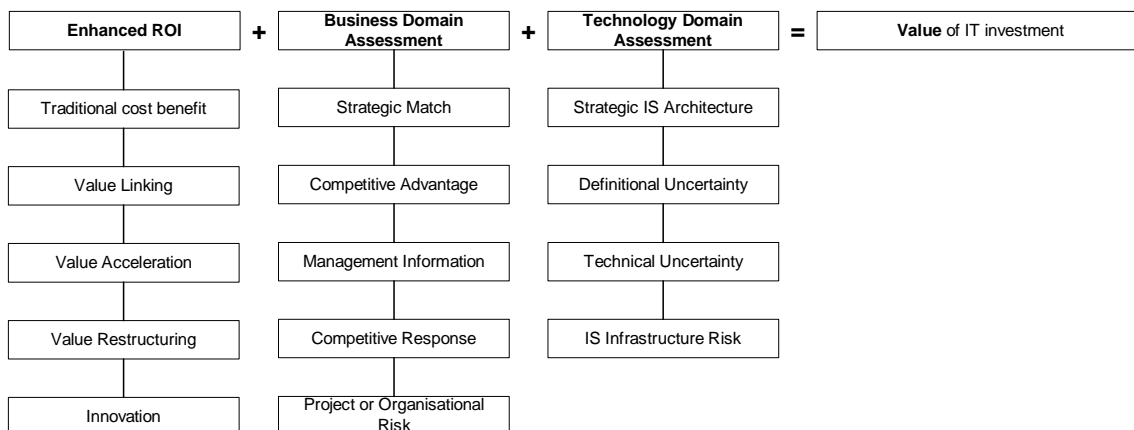 Enhanced ROI + Business Domain Assessment + Technology Domain Assessment = Value of IT investment
Traditional cost benefit
Strategic Match
Strategic IS Architecture
Value Linking
Competitive Advantage
Definitional Uncertainty
Value Acceleration
Management Information
Technical Uncertainty
Value Restructuring
Competitive Response
IS Infrastructure Risk
Innovation
Project or Organisational
Risk